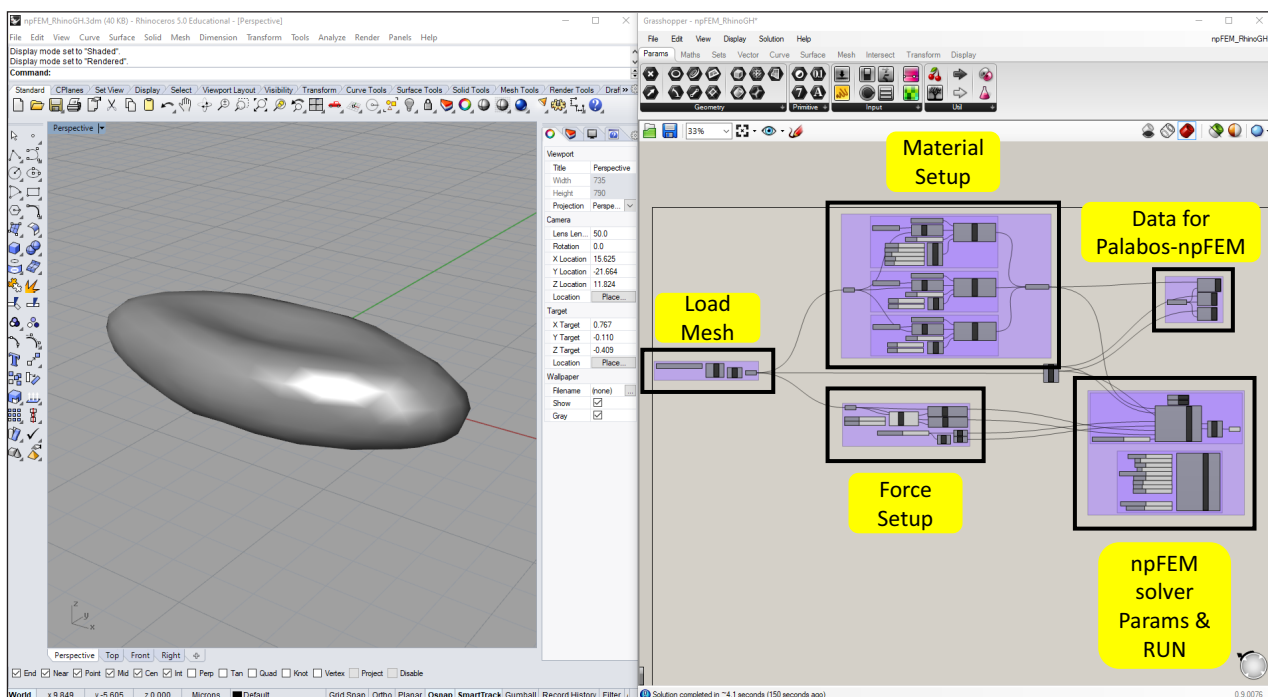 npFEM_RhinoGH.3dm (40 KB) - Rhinoceros 5.0 Educational - [Perspective]
File Edit View Curve Surface Solid Mesh Dimension Transform Tools Analyze Render Panels Help
Display mode set to "Shaded".
Display mode set to "Rendered".
Command:
Standard CPlanes Set View Display Select Viewport Layout Visibility Transform Curve Tools Surface Tools Solid Tools Mesh Tools Render Tools Draf
Perspective
Viewport
Title Perspective
Width 735
Height 790
Projection Perspe...
Camera
Lens Len... 50.0
Rotation 0.0
X Location 15.625
Y Location -21.664
Z Location 11.824
Location Place...
Target
X Target 0.767
Y Target -0.110
Z Target -0.409
Location Place...
Wallpaper
Filename (none) ...
Show
Gray
z
y
x
Perspective Top Front Right
End Near Point Mid Cen Int Perp Tan Quad Knot Vertex Project Disable
World x 9.849 y -5.605 z 0.000 Microns Default Grid Snap Ortho Planar Osnap SmartTrack Gumball Record History Filter
Grasshopper - npFEM_RhinoGH*
File Edit View Display Solution Help npFEM_RhinoGH
Params Maths Sets Vector Curve Surface Mesh Intersect Transform Display
Geometry Primitive Input Util
33%
Material
Setup
Data for
Palabos-npFEM
Load
Mesh
Force
Setup
npFEM
solver
Params &
RUN
Solution completed in ~4.1 seconds (150 seconds ago) 0.9.0076